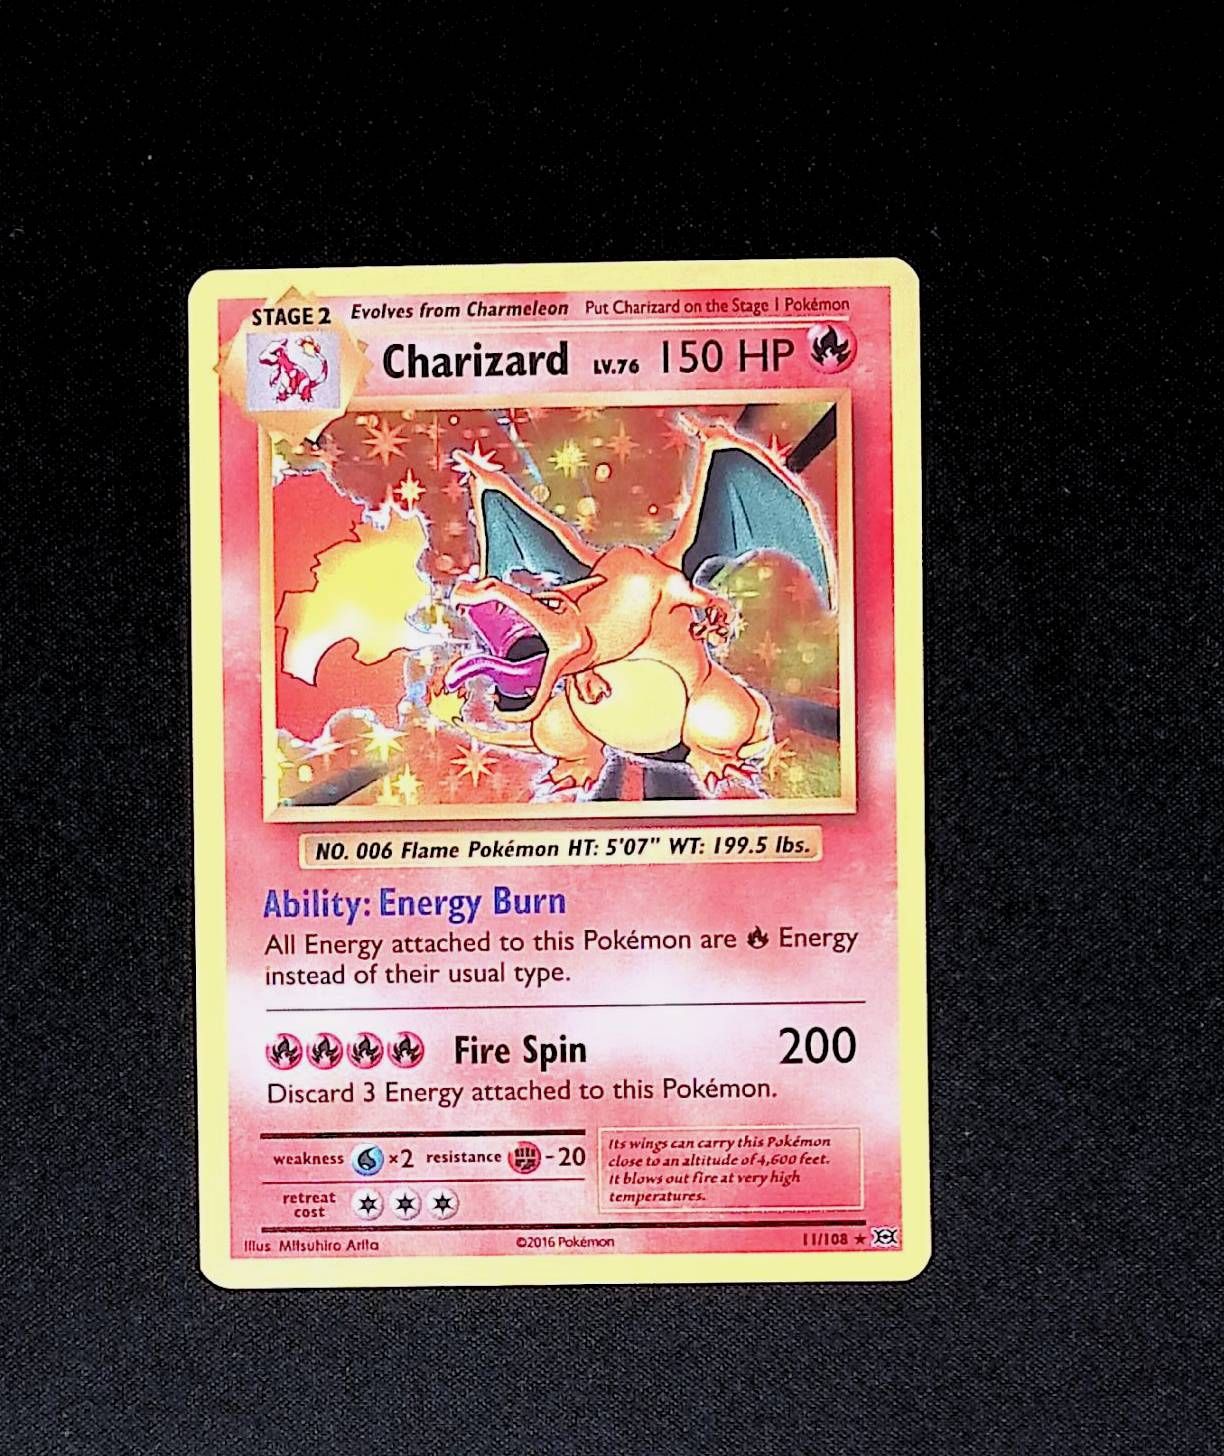 STAGE 2 Evolves from Charmeleon Put Charizard on the Stage 1 Pokémon
Charizard LV.76 150 HP
NO. 006 Flame Pokémon HT: 5'07" WT: 199.5 lbs.
Ability: Energy Burn
All Energy attached to this Pokémon are Energy
instead of their usual type.
Fire Spin 200
Discard 3 Energy attached to this Pokémon.
weakness ×2 resistance -20
retreat
cost
Its wings can carry this Pokémon
close to an altitude of 4,600 feet.
It blows out fire at very high
temperatures.
Illus. Mitsuhiro Arita ©2016 Pokémon 11/108 ★